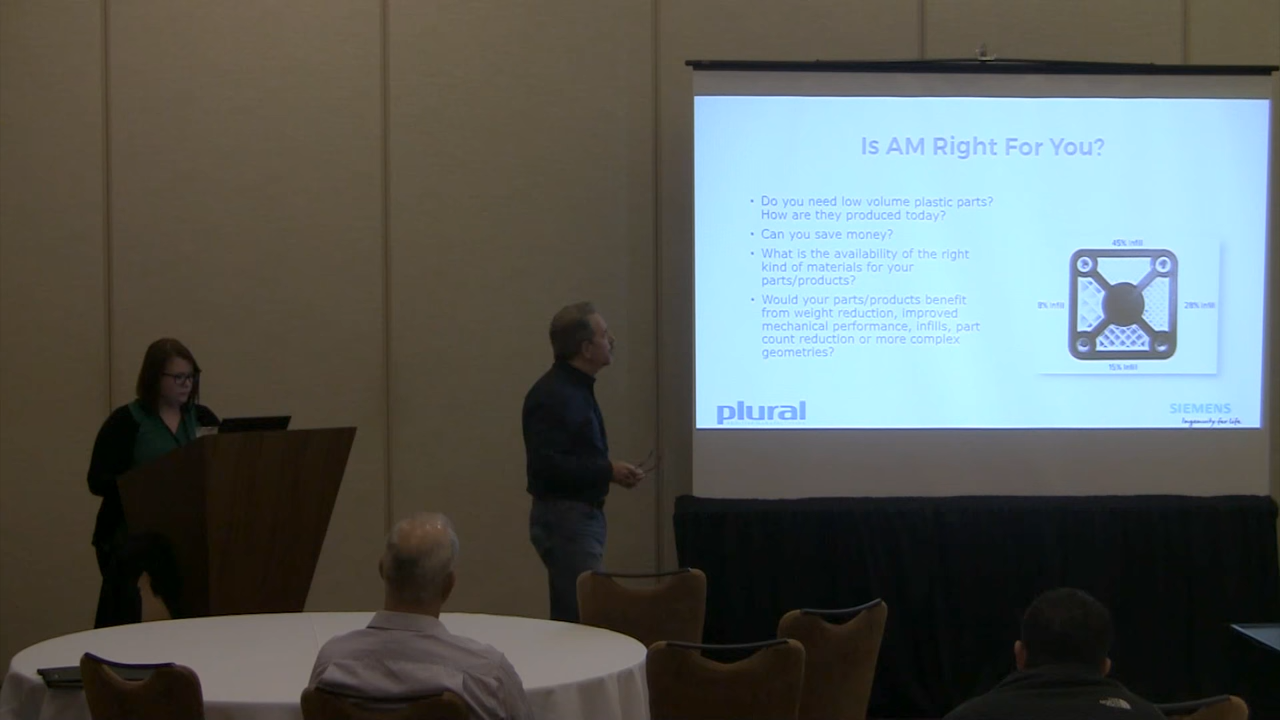 Is AM Right For You?
• Do you need low volume plastic parts?
How are they produced today?
• Can you save money?
• What is the availability of the right
kind of materials for your
parts/products?
• Would your parts/products benefit
from weight reduction, improved
mechanical performance, infills, part
count reduction or more complex
geometries?
45% Infill
8% Infill
28% Infill
15% Infill
plural
SIEMENS
Ingenuity for life